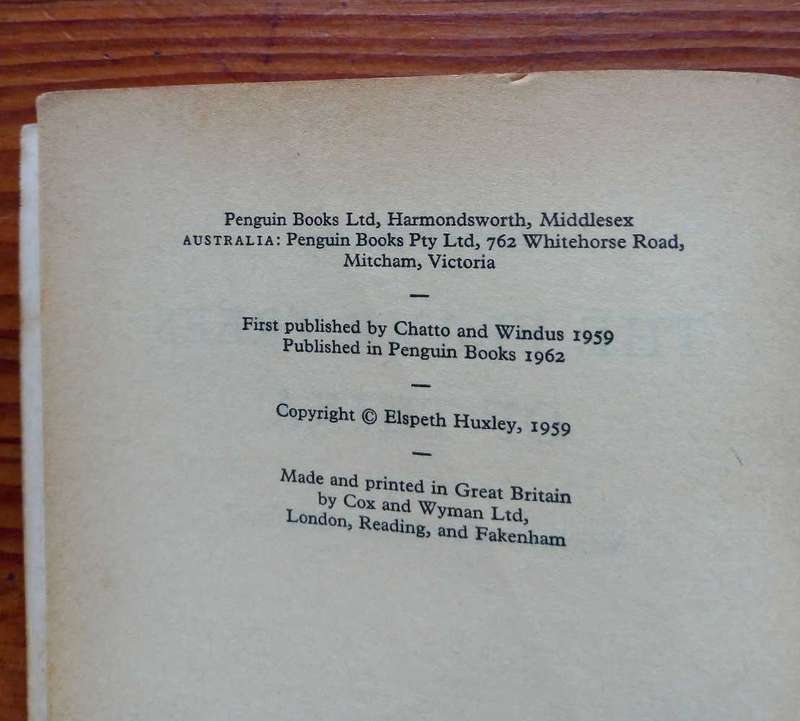 Penguin Books Ltd, Harmondsworth, Middlesex
AUSTRALIA: Penguin Books Pty Ltd, 762 Whitehorse Road,
Mitcham, Victoria
—
First published by Chatto and Windus 1959
Published in Penguin Books 1962
—
Copyright © Elspeth Huxley, 1959
—
Made and printed in Great Britain
by Cox and Wyman Ltd,
London, Reading, and Fakenham